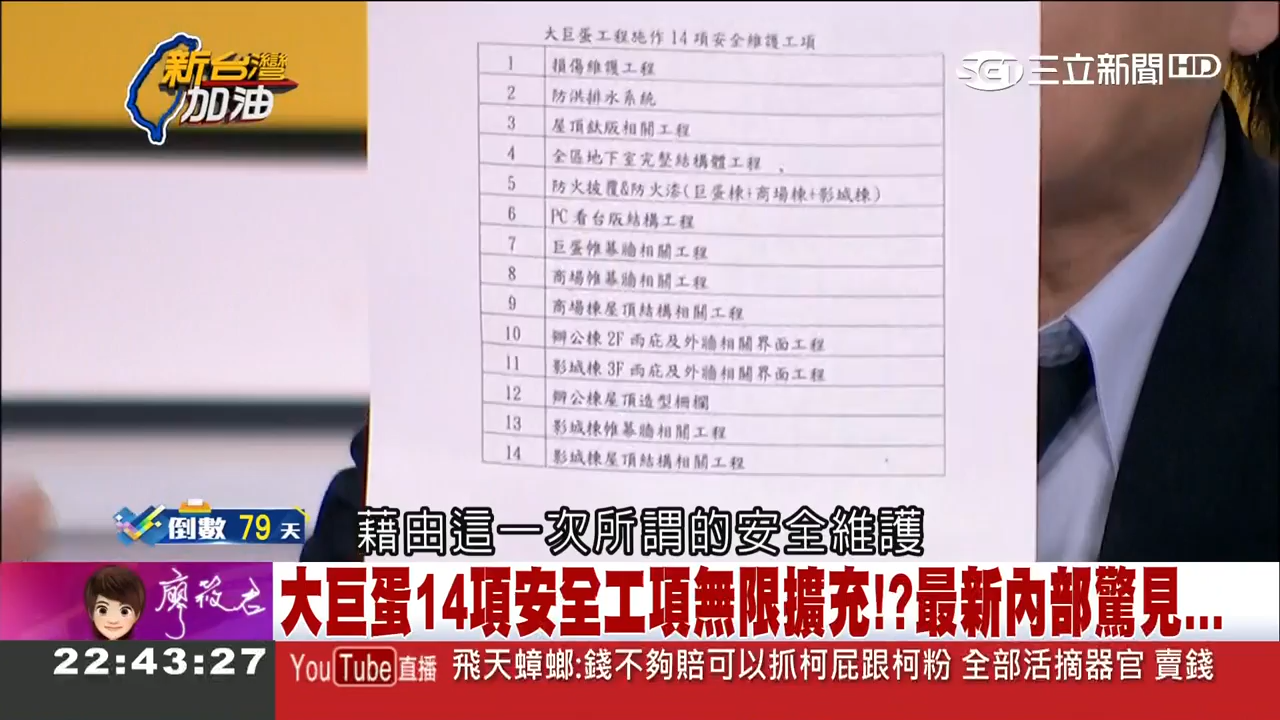 新台灣
加油
SET三立新聞HD
大巨蛋工程施作14項安全維護工項
1 損傷維護工程
2 防洪排水系統
3 屋頂鈦版相關工程
4 全區地下室完整結構體工程
5 防火披覆&防火漆(巨蛋棟+商場棟+影城棟)
6 PC看台版結構工程
7 巨蛋帷幕牆相關工程
8 商場帷幕牆相關工程
9 商場棟屋頂結構相關工程
10 辦公棟2F雨庇及外牆相關界面工程
11 影城棟3F雨庇及外牆相關界面工程
12 辦公棟屋頂造型柵欄
13 影城棟帷幕牆相關工程
14 影城棟屋頂結構相關工程
倒數 79 天
藉由這一次所謂的安全維護
廖筱君
大巨蛋14項安全工項無限擴充!?最新內部驚見...
22:43:27
YouTube直播
飛天蟑螂:錢不夠賠可以抓柯屁跟柯粉 全部活摘器官 賣錢